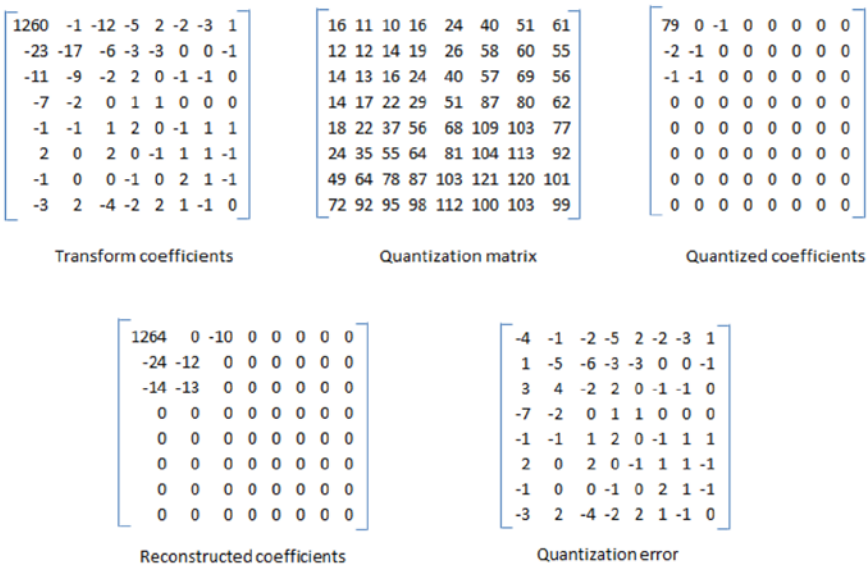 1260 -1 -12 -5 2 -2 -3 1
-23 -17 -6 -3 -3 0 0 -1
-11 -9 -2 2 0 -1 -1 0
-7 -2 0 1 1 0 0 0
-1 -1 1 2 0 -1 1 1
2 0 2 0 -1 1 1 -1
-1 0 0 -1 0 2 1 -1
-3 2 -4 -2 2 1 -1 0
Transform coefficients
16 11 10 16 24 40 51 61
12 12 14 19 26 58 60 55
14 13 16 24 40 57 69 56
14 17 22 29 51 87 80 62
18 22 37 56 68 109 103 77
24 35 55 64 81 104 113 92
49 64 78 87 103 121 120 101
72 92 95 98 112 100 103 99
Quantization matrix
79 0 -1 0 0 0 0 0
-2 -1 0 0 0 0 0 0
-1 -1 0 0 0 0 0 0
0 0 0 0 0 0 0 0
0 0 0 0 0 0 0 0
0 0 0 0 0 0 0 0
0 0 0 0 0 0 0 0
0 0 0 0 0 0 0 0
Quantized coefficients
1264 0 -10 0 0 0 0 0
-24 -12 0 0 0 0 0 0
-14 -13 0 0 0 0 0 0
0 0 0 0 0 0 0 0
0 0 0 0 0 0 0 0
0 0 0 0 0 0 0 0
0 0 0 0 0 0 0 0
0 0 0 0 0 0 0 0
Reconstructed coefficients
-4 -1 -2 -5 2 -2 -3 1
1 -5 -6 -3 -3 0 0 -1
3 4 -2 2 0 -1 -1 0
-7 -2 0 1 1 0 0 0
-1 -1 1 2 0 -1 1 1
2 0 2 0 -1 1 1 -1
-1 0 0 -1 0 2 1 -1
-3 2 -4 -2 2 1 -1 0
Quantization error